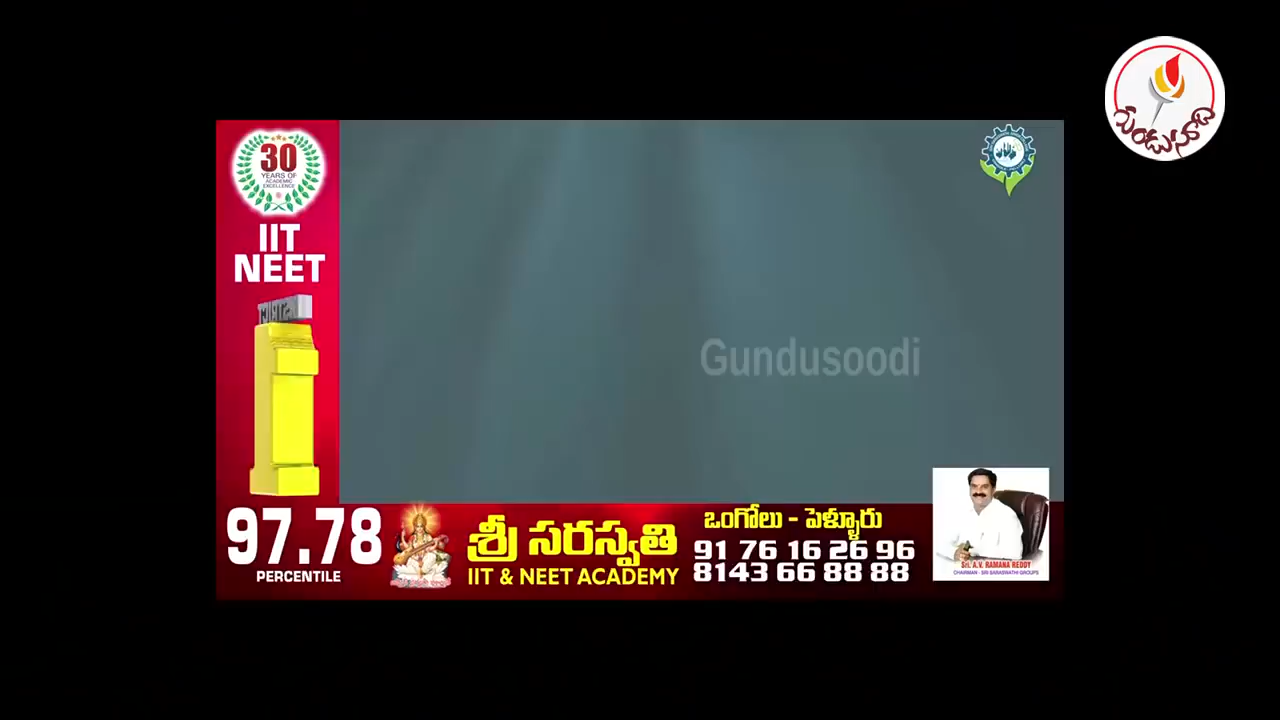 గుండుసూది
30
YEARS OF
ACADEMIC
EXCELLENCE
IIT
NEET
Gundusoodi
97.78
PERCENTILE
శ్రీ సరస్వతి
IIT & NEET ACADEMY
ఒంగోలు - పెళ్ళూరు
91 76 16 26 96
8143 66 88 88
Sri. A.V. RAMANA REDDY
CHAIRMAN - SRI SARASWATHI GROUPS